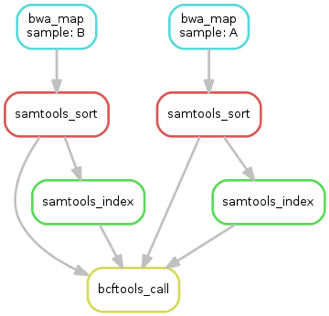 bwa_map
sample: B
bwa_map
sample: A
samtools_sort
samtools_sort
samtools_index
samtools_index
bcftools_call